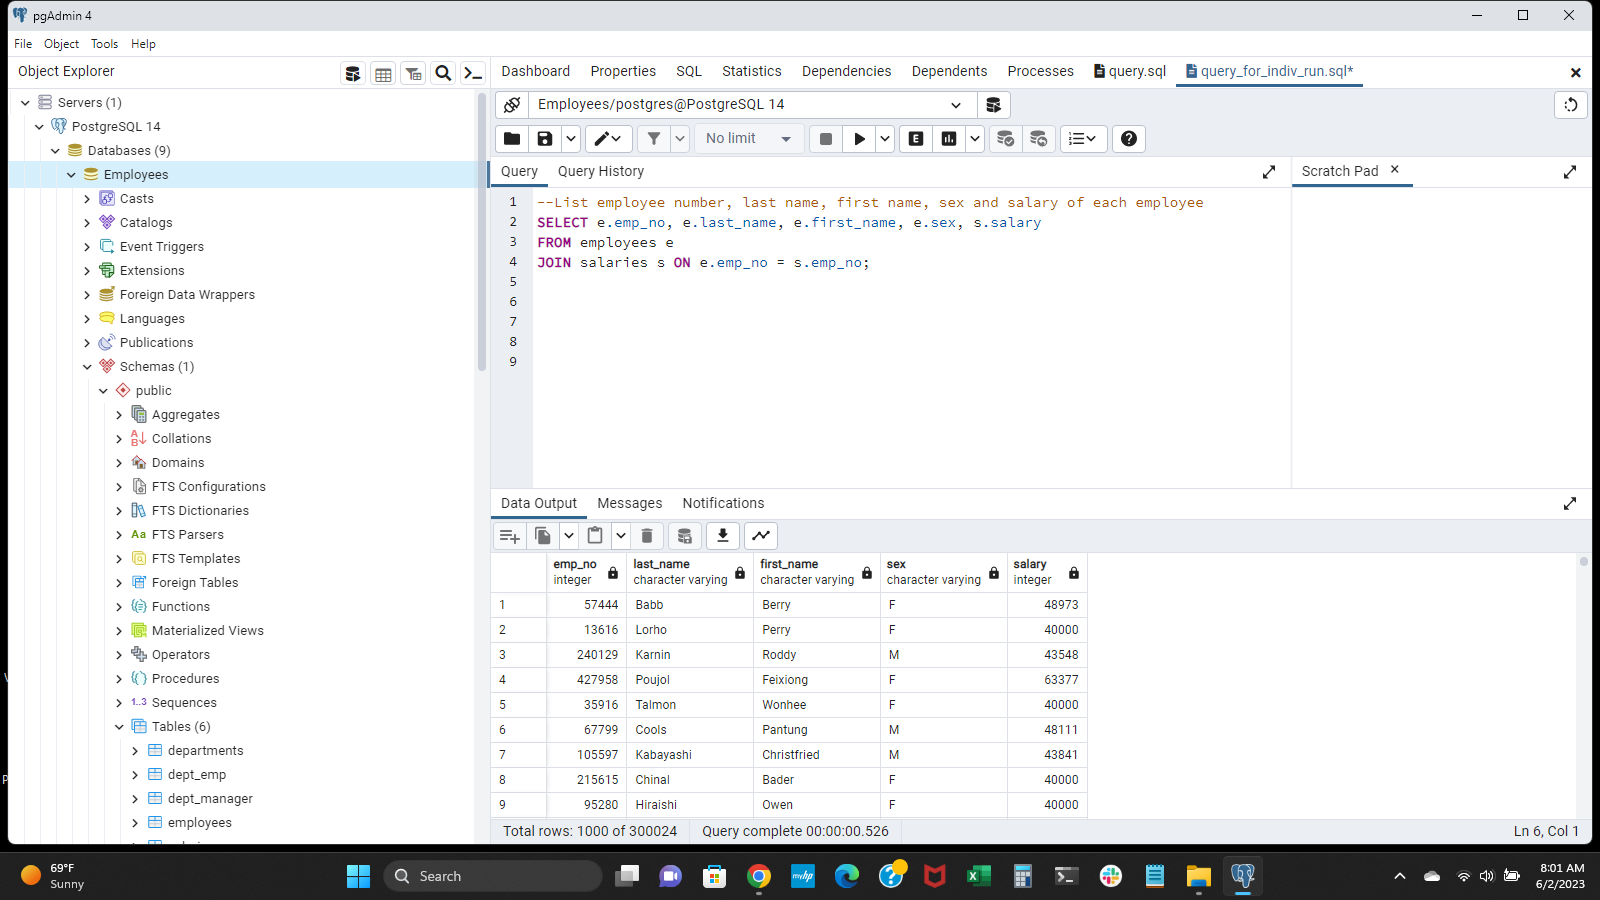 pgAdmin 4
File Object Tools Help
Object Explorer
Dashboard Properties SQL Statistics Dependencies Dependents Processes query.sql query_for_indiv_run.sql*
Servers (1)
PostgreSQL 14
Databases (9)
Employees
Casts
Catalogs
Event Triggers
Extensions
Foreign Data Wrappers
Languages
Publications
Schemas (1)
public
Aggregates
Collations
Domains
FTS Configurations
FTS Dictionaries
Aa FTS Parsers
FTS Templates
Foreign Tables
Functions
Materialized Views
Operators
Procedures
1..3 Sequences
Tables (6)
departments
dept_emp
dept_manager
employees
Employees/postgres@PostgreSQL 14
No limit
E
Query Query History
Scratch Pad
1 --List employee number, last name, first name, sex and salary of each employee
2 SELECT e.emp_no, e.last_name, e.first_name, e.sex, s.salary
3 FROM employees e
4 JOIN salaries s ON e.emp_no = s.emp_no;
5
6
7
8
9
Data Output Messages Notifications
emp_no last_name first_name sex salary
integer character varying character varying character varying integer
1 57444 Babb Berry F 48973
2 13616 Lorho Perry F 40000
3 240129 Karnin Roddy M 43548
4 427958 Poujol Feixiong F 63377
5 35916 Talmon Wonhee F 40000
6 67799 Cools Pantung M 48111
7 105597 Kabayashi Christfried M 43841
8 215615 Chinal Bader F 40000
9 95280 Hiraishi Owen F 40000
Total rows: 1000 of 300024 Query complete 00:00:00.526 Ln 6, Col 1
69°F
Sunny
Search
myhp
8:01 AM
6/2/2023